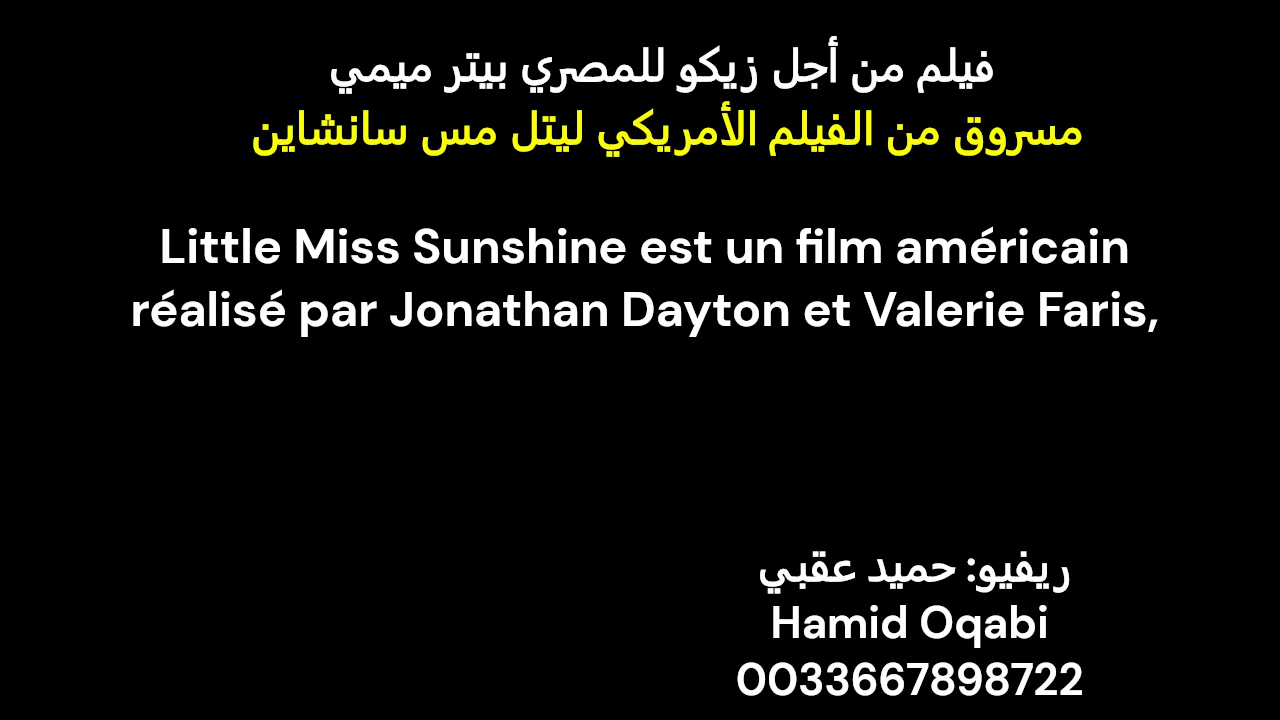 فيلم من أجل زيكو للمصري بيتر ميمي
مسروق من الفيلم الأمريكي ليتل مس سانشاين
Little Miss Sunshine est un film américain
réalisé par Jonathan Dayton et Valerie Faris,
ريفيو: حميد عقبي
Hamid Oqabi
0033667898722